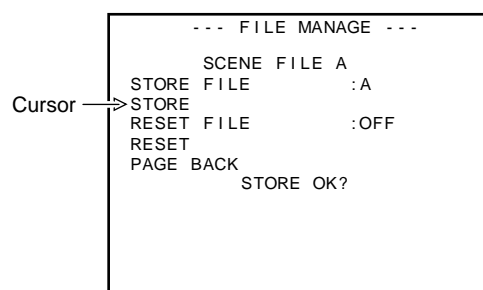 --- FILE MANAGE ---
SCENE FILE A
STORE FILE :A
Cursor STORE
RESET FILE :OFF
RESET
PAGE BACK
STORE OK?